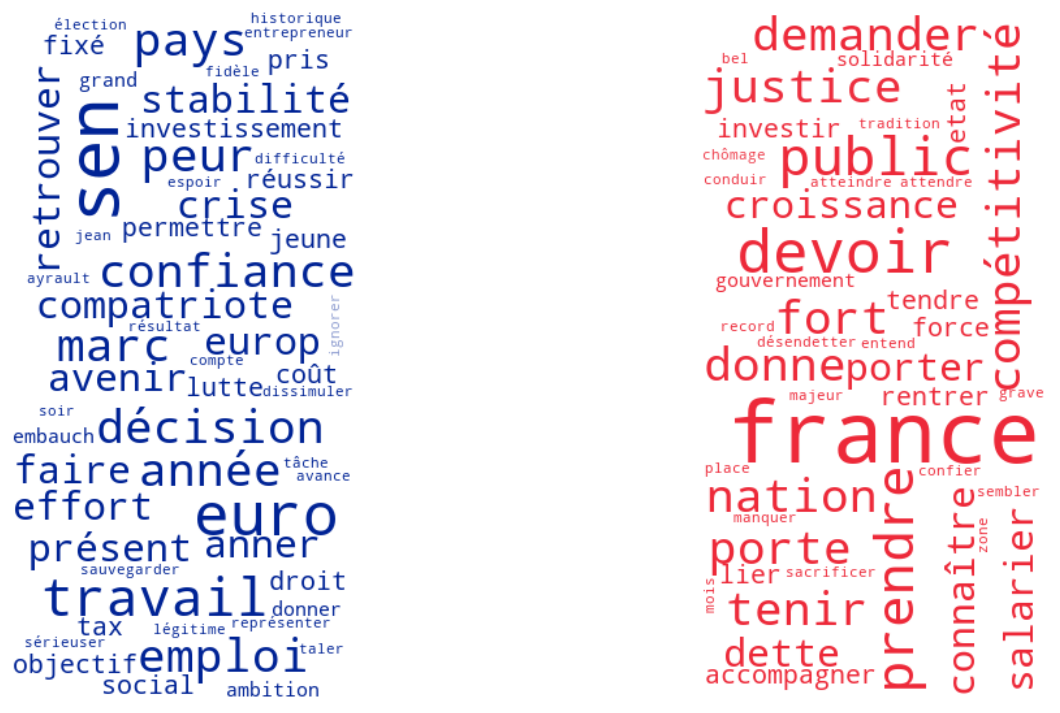 élection
historique
pays
entrepreneur
fixé
pris
fidèle
grand
retrouver
stabilité
sen
investissement
peur
difficulté
espoir
réussir
crise
permettre
jean
jeune
confiance
ayrault
compatriote
ignorer
résultat
marc
europ
compte
avenir
coût
lutte
dissimuler
soir
embauch
décision
faire
année
tâche
avance
effort
euro
présent
anner
sauvegarder
travail
droit
donner
tax
légitime
représenter
sérieuser
objectif
emploi
taler
social
ambition
demander
compétitivité
bel
solidarité
justice
etat
investir
tradition
chômage
public
conduir
atteindre
attendre
croissance
devoir
gouvernement
tendre
fort
record
force
désendetter
entend
donne
porter
majeur
rentrer
grave
france
place
confier
nation
prendre
connaître
sembler
manquer
salarier
zone
porte
lier
sacrificer
mois
tenir
dette
accompagner